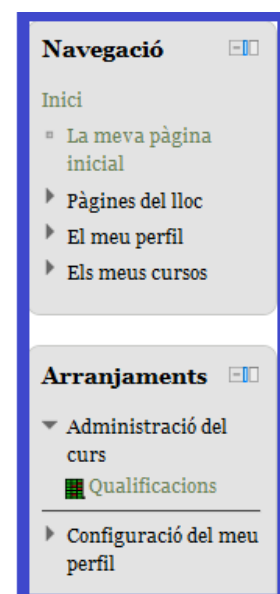 Navegació
Inici
La meva pàgina
inicial
Pàgines del lloc
El meu perfil
Els meus cursos
Arranjaments
Administració del
curs
Qualificacions
Configuració del meu
perfil